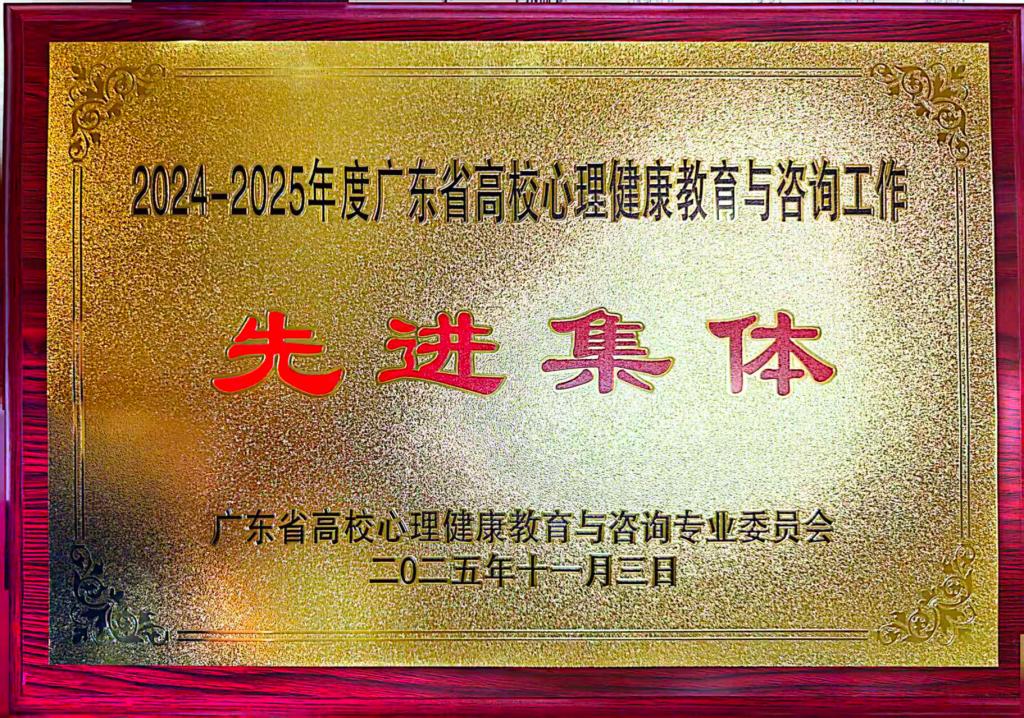 2024-2025年度广东省高校心理健康教育与咨询工作
先进集体
广东省高校心理健康教育与咨询专业委员会
二0二五年十一月三日